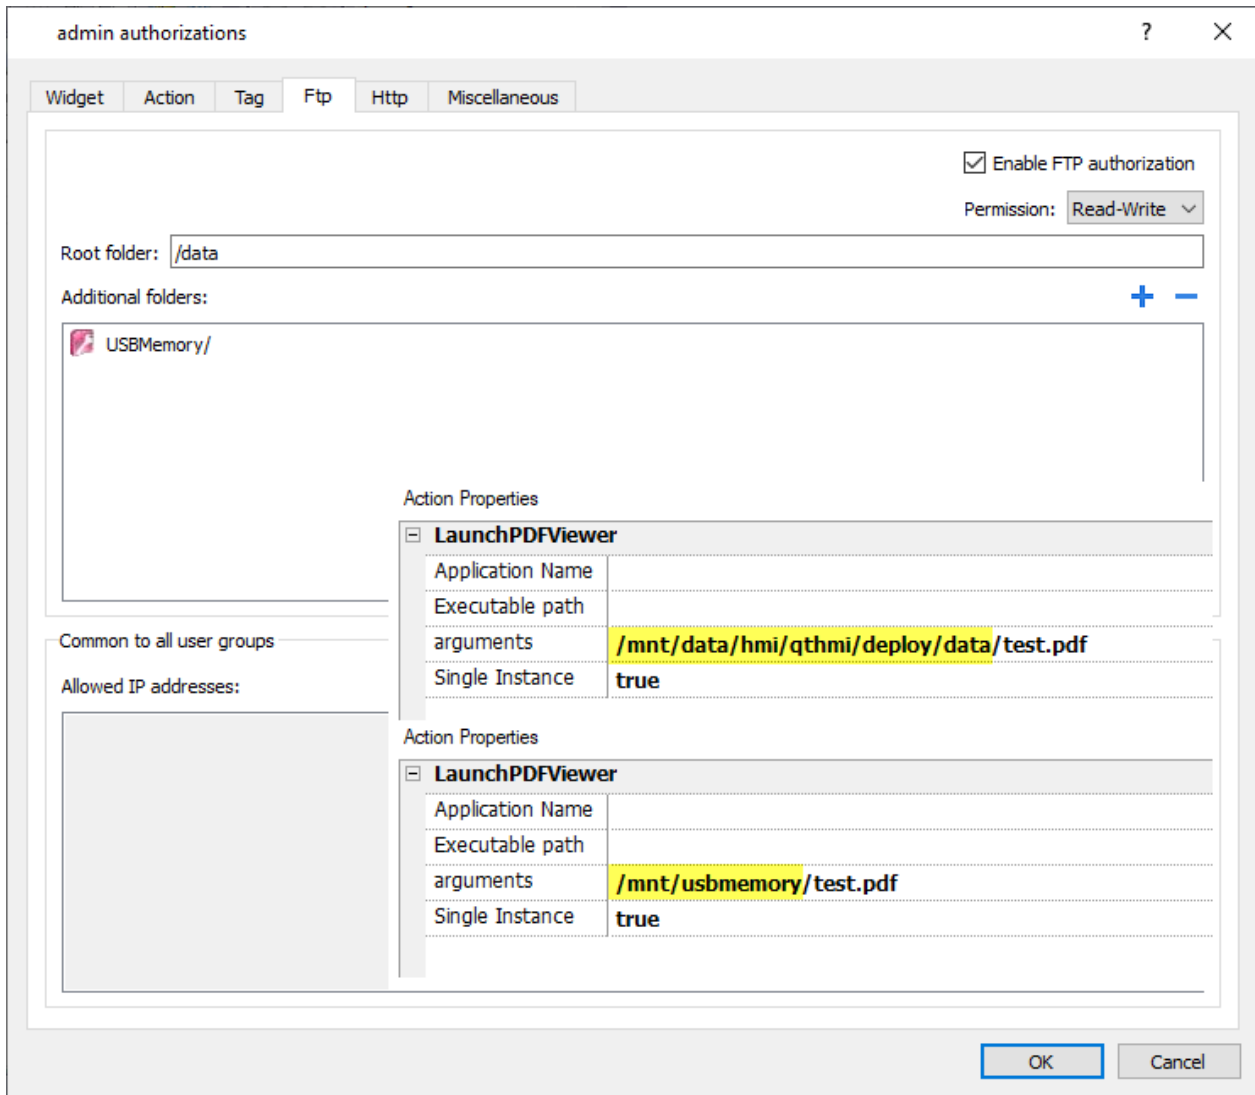 admin authorizations ?
Widget Action Tag Ftp Http Miscellaneous
Enable FTP authorization
Permission: Read-Write
Root folder: /data
Additional folders:
USBMemory/
Action Properties
LaunchPDFViewer
Application Name
Executable path
arguments /mnt/data/hmi/qthmi/deploy/data/test.pdf
Single Instance true
Common to all user groups
Allowed IP addresses:
Action Properties
LaunchPDFViewer
Application Name
Executable path
arguments /mnt/usbmemory/test.pdf
Single Instance true
OK Cancel